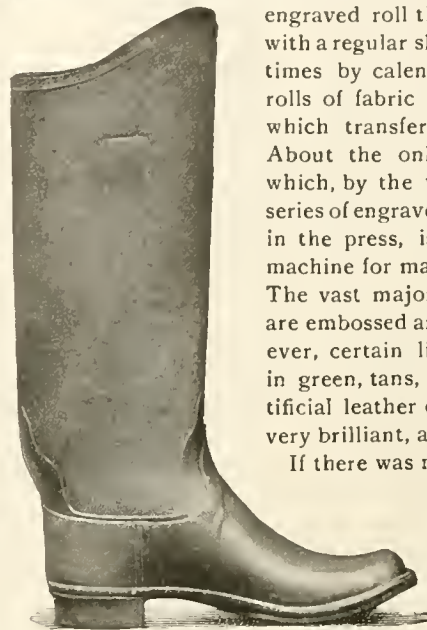 engraved roll t
with a regular sl
times by calen
rolls of fabric
which transfer
About the onl
which, by the
series of engrave
in the press, i
machine for ma
The vast major
are embossed a
ever, certain li
in green, tans,
tificial leather
very brilliant, a
If there was r